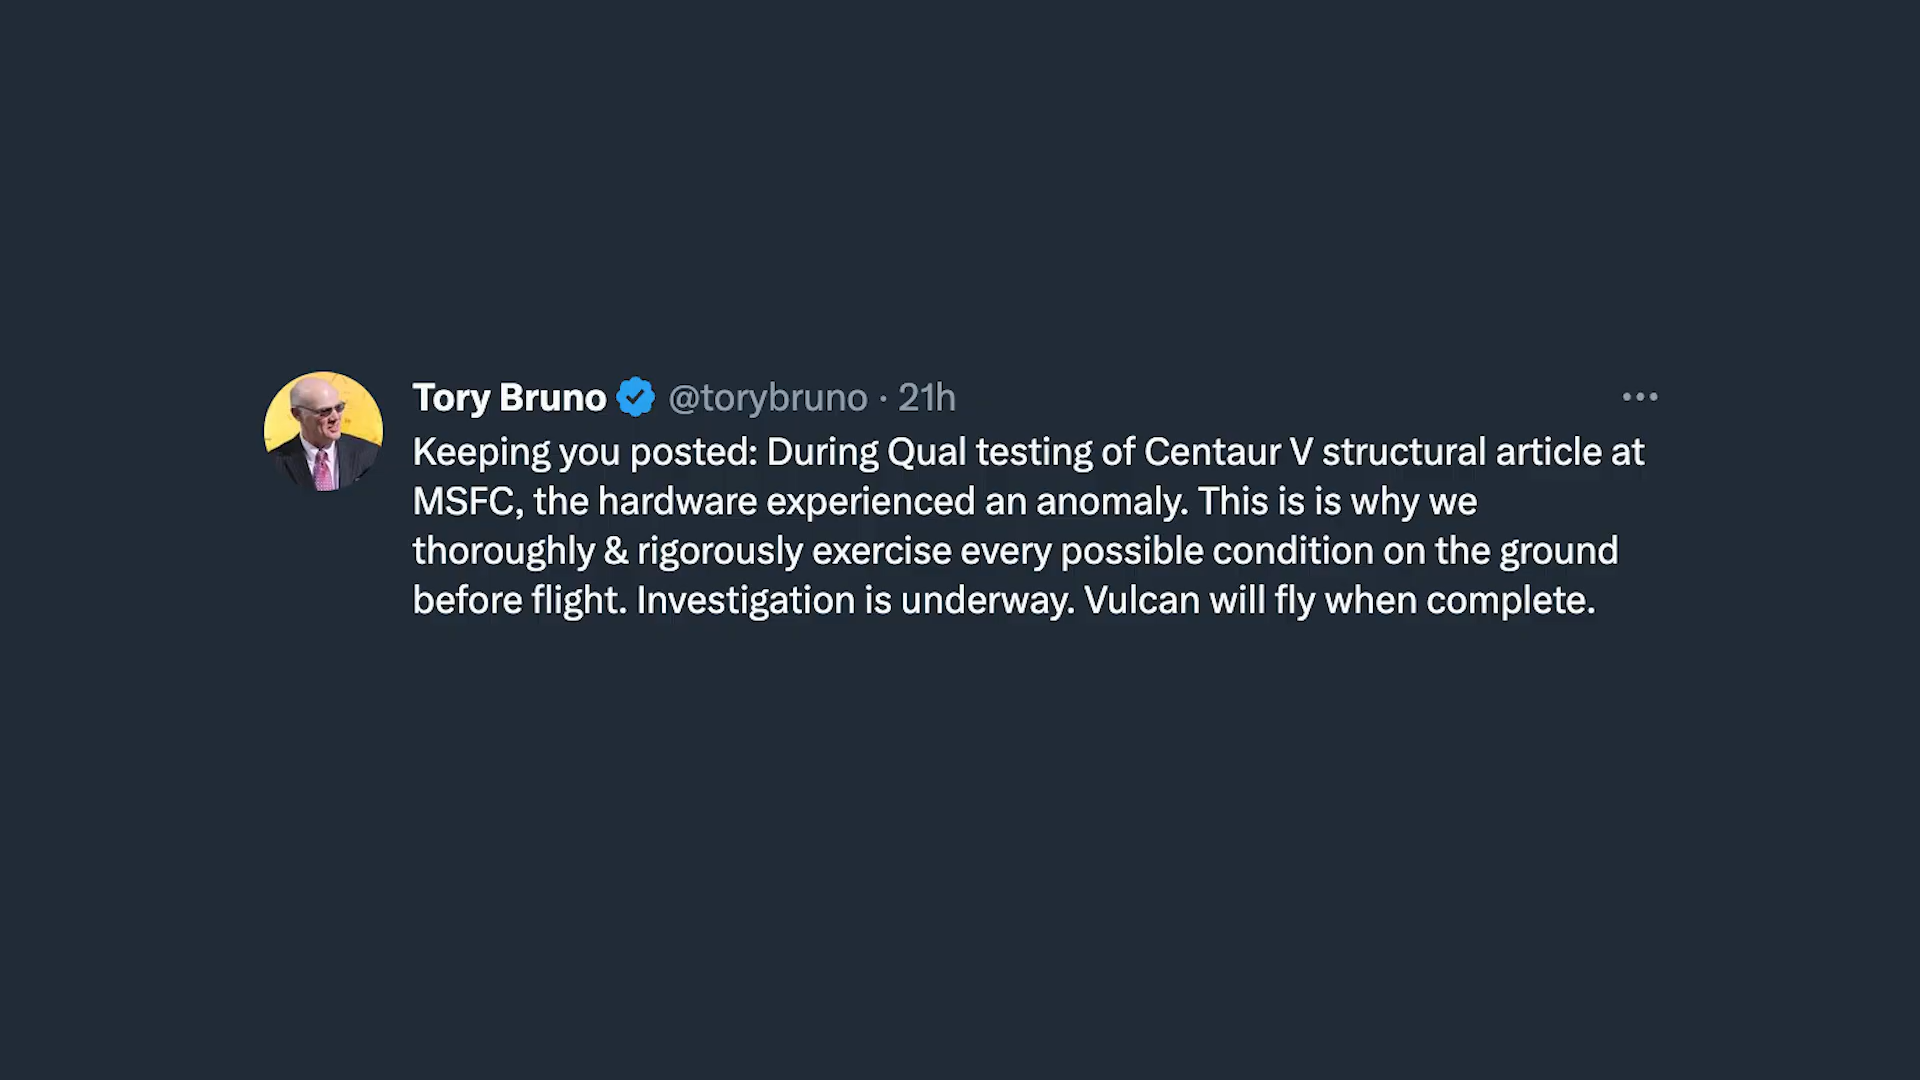 Tory Bruno @torybruno · 21h
Keeping you posted: During Qual testing of Centaur V structural article at
MSFC, the hardware experienced an anomaly. This is is why we
thoroughly & rigorously exercise every possible condition on the ground
before flight. Investigation is underway. Vulcan will fly when complete.